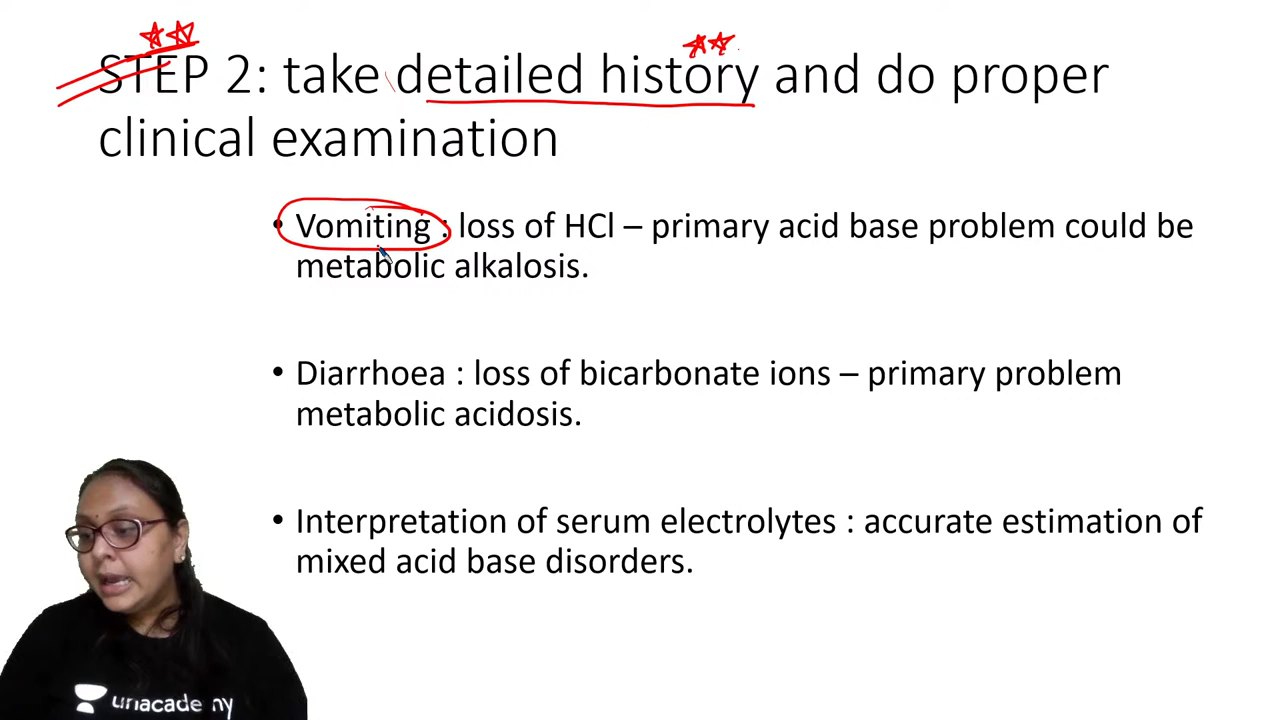 STEP 2: take detailed history and do proper
clinical examination
• Vomiting : loss of HCl – primary acid base problem could be
metabolic alkalosis.
• Diarrhoea : loss of bicarbonate ions – primary problem
metabolic acidosis.
• Interpretation of serum electrolytes : accurate estimation of
mixed acid base disorders.
unacademy